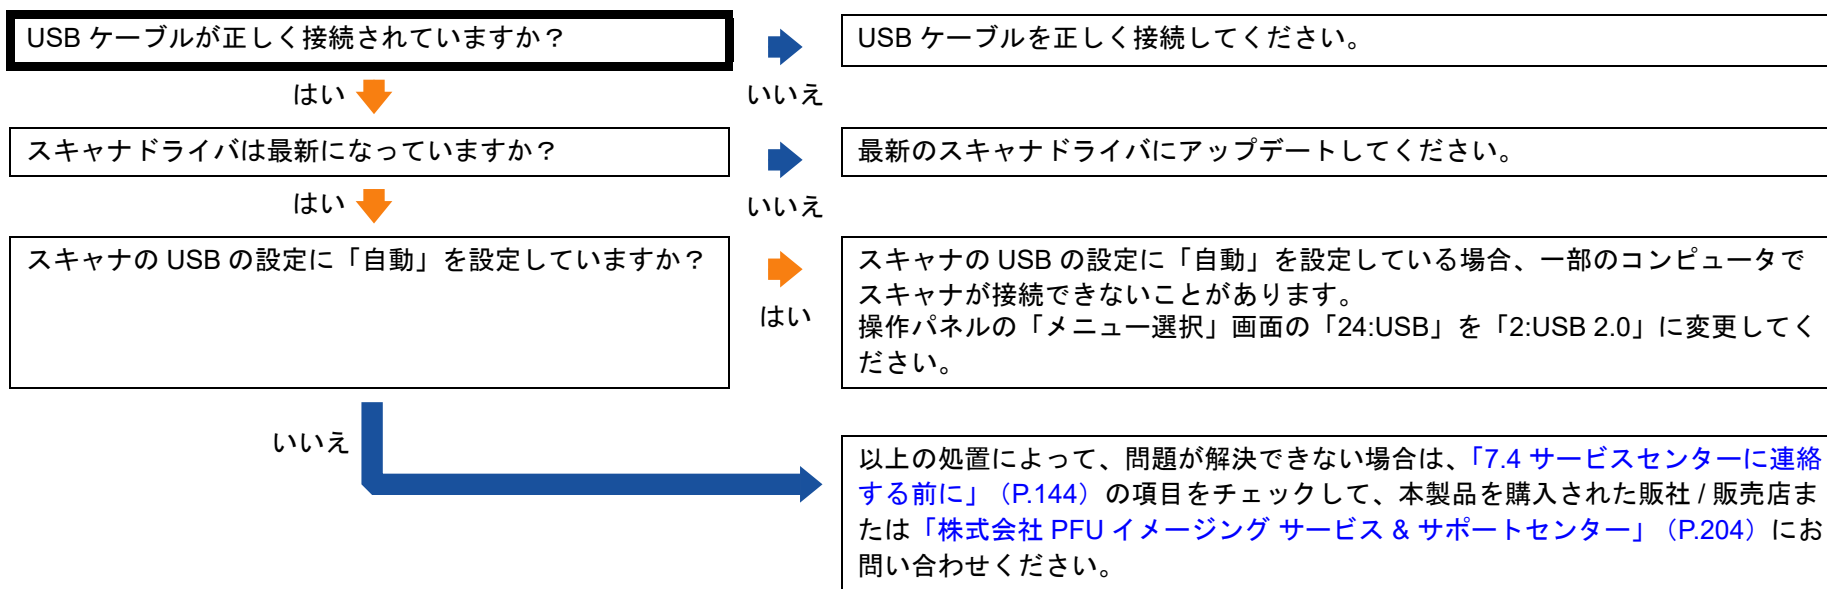 USB ケーブルが正しく接続されていますか？
USB ケーブルを正しく接続してください。
はい
いいえ
スキャナドライバは最新になっていますか？
最新のスキャナドライバにアップデートしてください。
はい
いいえ
スキャナの USB の設定に「自動」を設定していますか？
はい
スキャナの USB の設定に「自動」を設定している場合、一部のコンピュータで
スキャナが接続できないことがあります。
操作パネルの「メニュー選択」画面の「24:USB」を「2:USB 2.0」に変更してく
ださい。
いいえ
以上の処置によって、問題が解決できない場合は、「7.4 サービスセンターに連絡
する前に」（P.144）の項目をチェックして、本製品を購入された販社 / 販売店ま
たは「株式会社 PFU イメージング サービス & サポートセンター」（P.204）にお
問い合わせください。